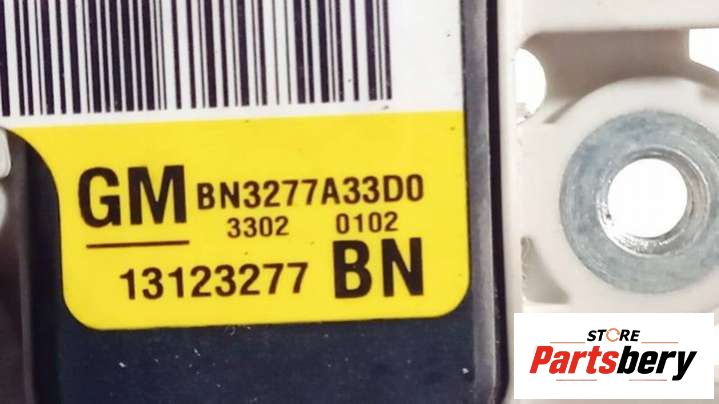 GM BN3277A33D0
3302 0102
13123277 BN
STORE
Partsbery